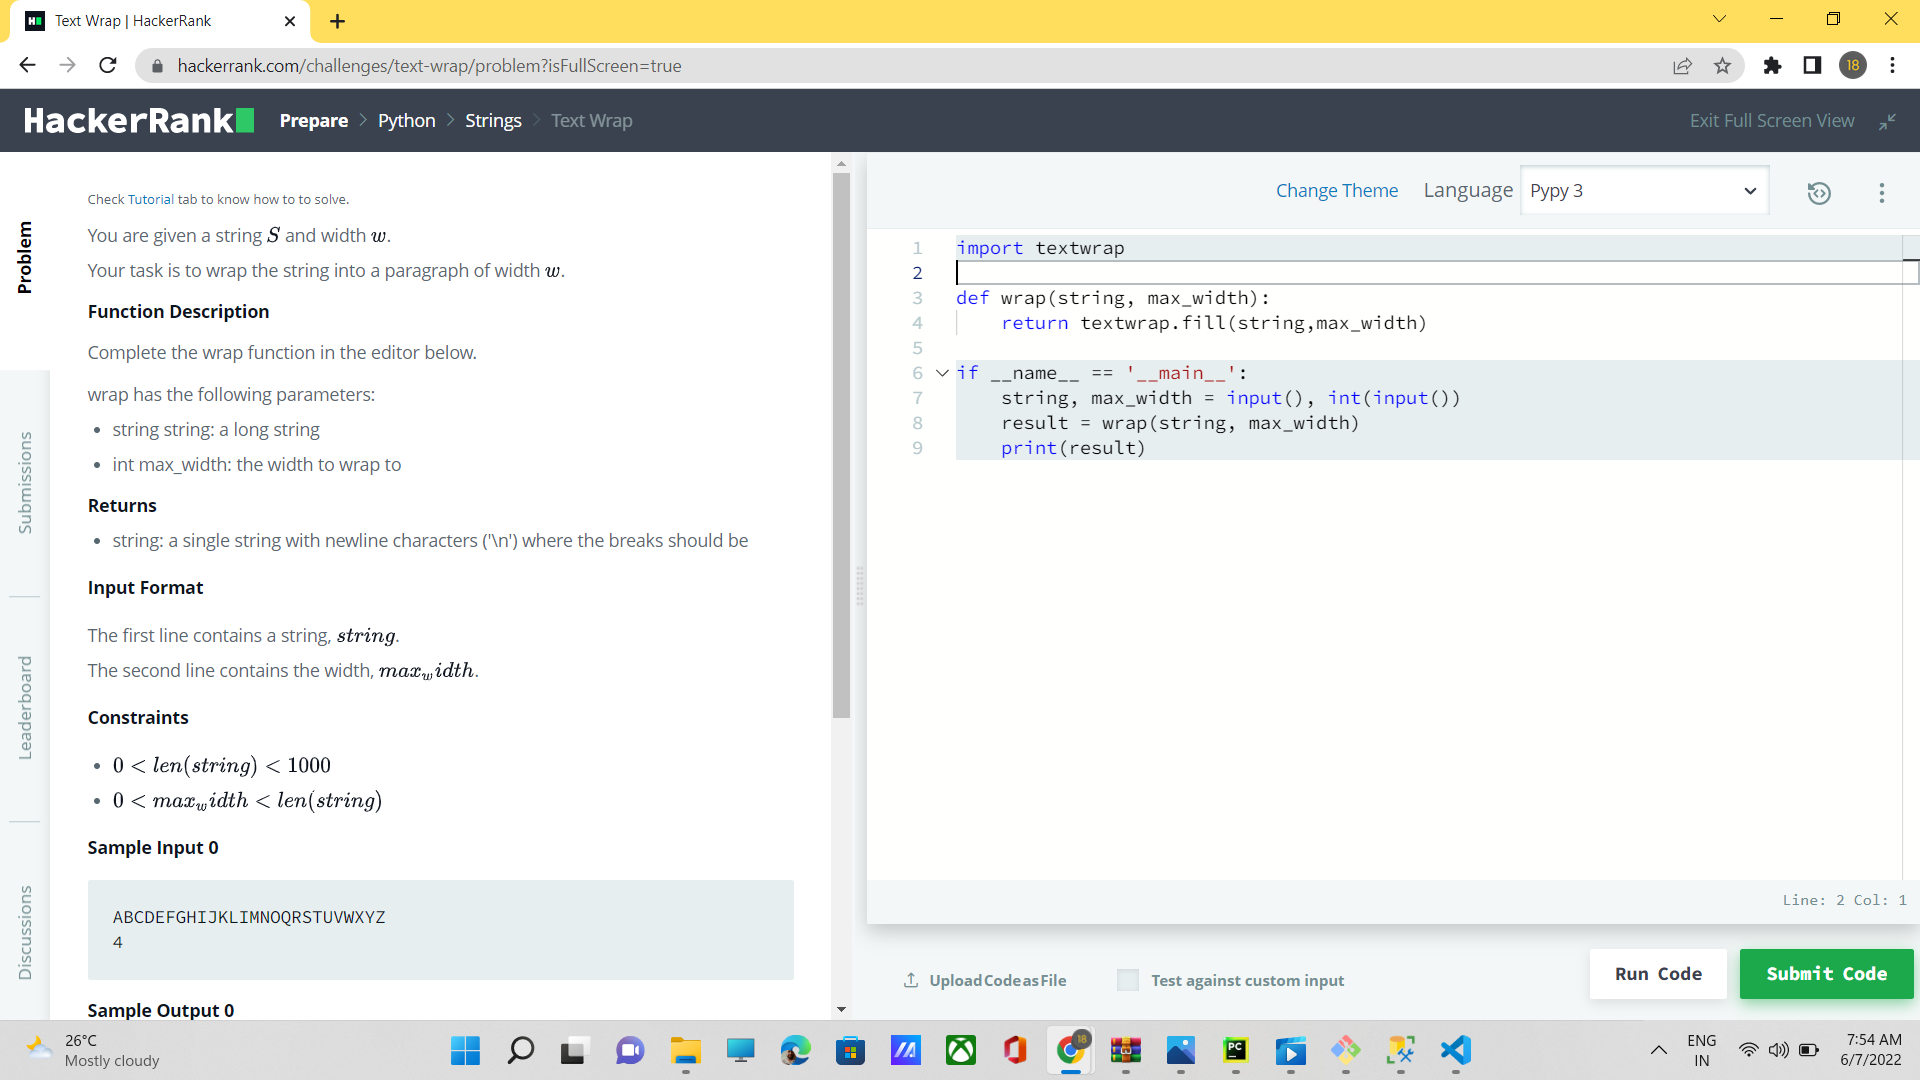 Text Wrap | HackerRank
hackerrank.com/challenges/text-wrap/problem?isFullScreen=true
18
HackerRank
Prepare > Python > Strings > Text Wrap
Exit Full Screen View
Problem
Submissions
Leaderboard
Discussions
Check Tutorial tab to know how to to solve.
You are given a string S and width w.
Your task is to wrap the string into a paragraph of width w.
Function Description
Complete the wrap function in the editor below.
wrap has the following parameters:
• string string: a long string
• int max_width: the width to wrap to
Returns
• string: a single string with newline characters ('\n') where the breaks should be
Input Format
The first line contains a string, string.
The second line contains the width, max_width.
Constraints
• 0 < len(string) < 1000
• 0 < max_width < len(string)
Sample Input 0
ABCDEFGHIJKLIMNOQRSTUVWXYZ
4
Sample Output 0
Change Theme Language Pypy 3
1 import textwrap
2
3 def wrap(string, max_width):
4     return textwrap.fill(string,max_width)
5
6 if __name__ == '__main__':
7     string, max_width = input(), int(input())
8     result = wrap(string, max_width)
9     print(result)
Line: 2 Col: 1
Upload Code as File
Test against custom input
Run Code
Submit Code
26°C
Mostly cloudy
18
PC
ENG
IN
7:54 AM
6/7/2022